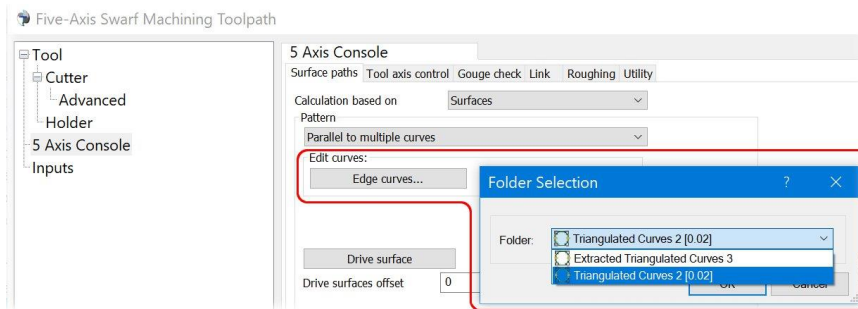 Five-Axis Swarf Machining Toolpath
Tool
Cutter
Advanced
Holder
5 Axis Console
Inputs
5 Axis Console
Surface paths Tool axis control Gouge check Link Roughing Utility
Calculation based on Surfaces
Pattern
Parallel to multiple curves
Edit curves:
Edge curves...
Drive surface
Drive surfaces offset 0
Folder Selection ? ×
Folder: Triangulated Curves 2 [0.02]
Extracted Triangulated Curves 3
Triangulated Curves 2 [0.02]
OK Cancel